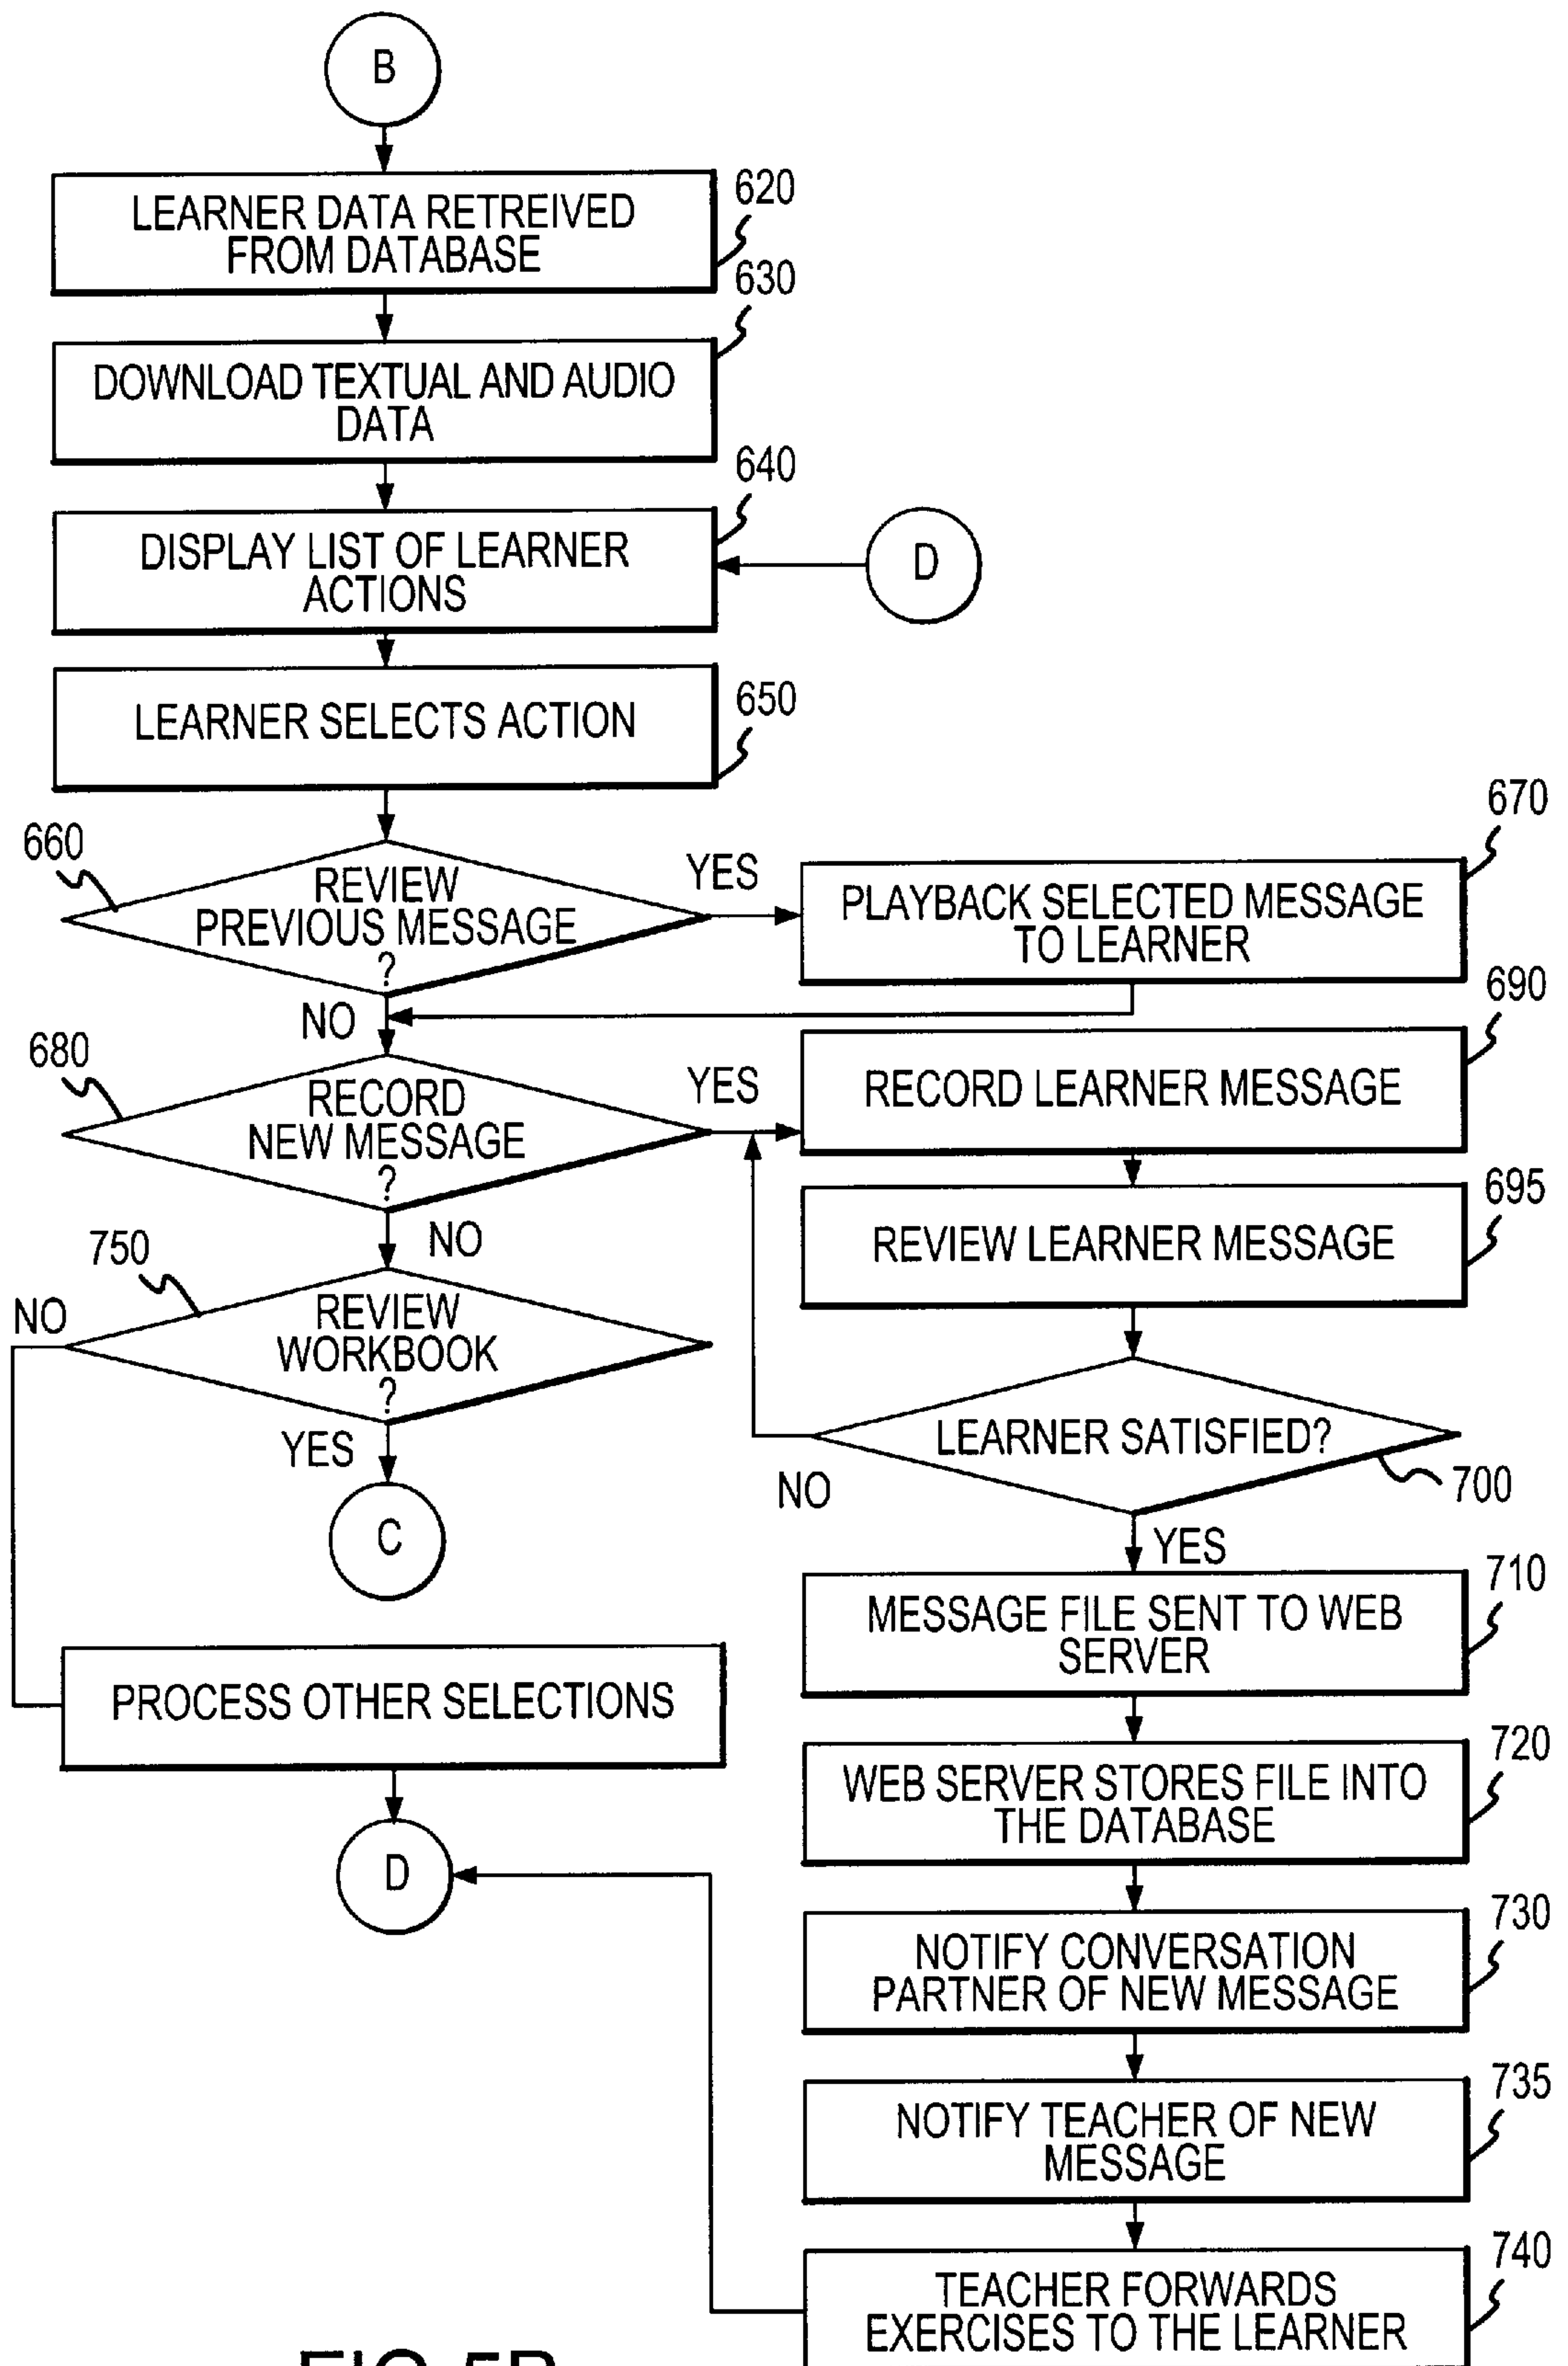 B
LEARNER DATA RETREIVED
FROM DATABASE
620
DOWNLOAD TEXTUAL AND AUDIO
DATA
630
DISPLAY LIST OF LEARNER
ACTIONS
640
D
LEARNER SELECTS ACTION
650
660
REVIEW
PREVIOUS MESSAGE
?
YES
NO
PLAYBACK SELECTED MESSAGE
TO LEARNER
670
680
RECORD
NEW MESSAGE
?
YES
NO
RECORD LEARNER MESSAGE
690
REVIEW LEARNER MESSAGE
695
750
NO
REVIEW
WORKBOOK
?
YES
C
LEARNER SATISFIED?
NO
700
YES
PROCESS OTHER SELECTIONS
D
MESSAGE FILE SENT TO WEB
SERVER
710
WEB SERVER STORES FILE INTO
THE DATABASE
720
NOTIFY CONVERSATION
PARTNER OF NEW MESSAGE
730
NOTIFY TEACHER OF NEW
MESSAGE
735
TEACHER FORWARDS
EXERCISES TO THE LEARNER
740